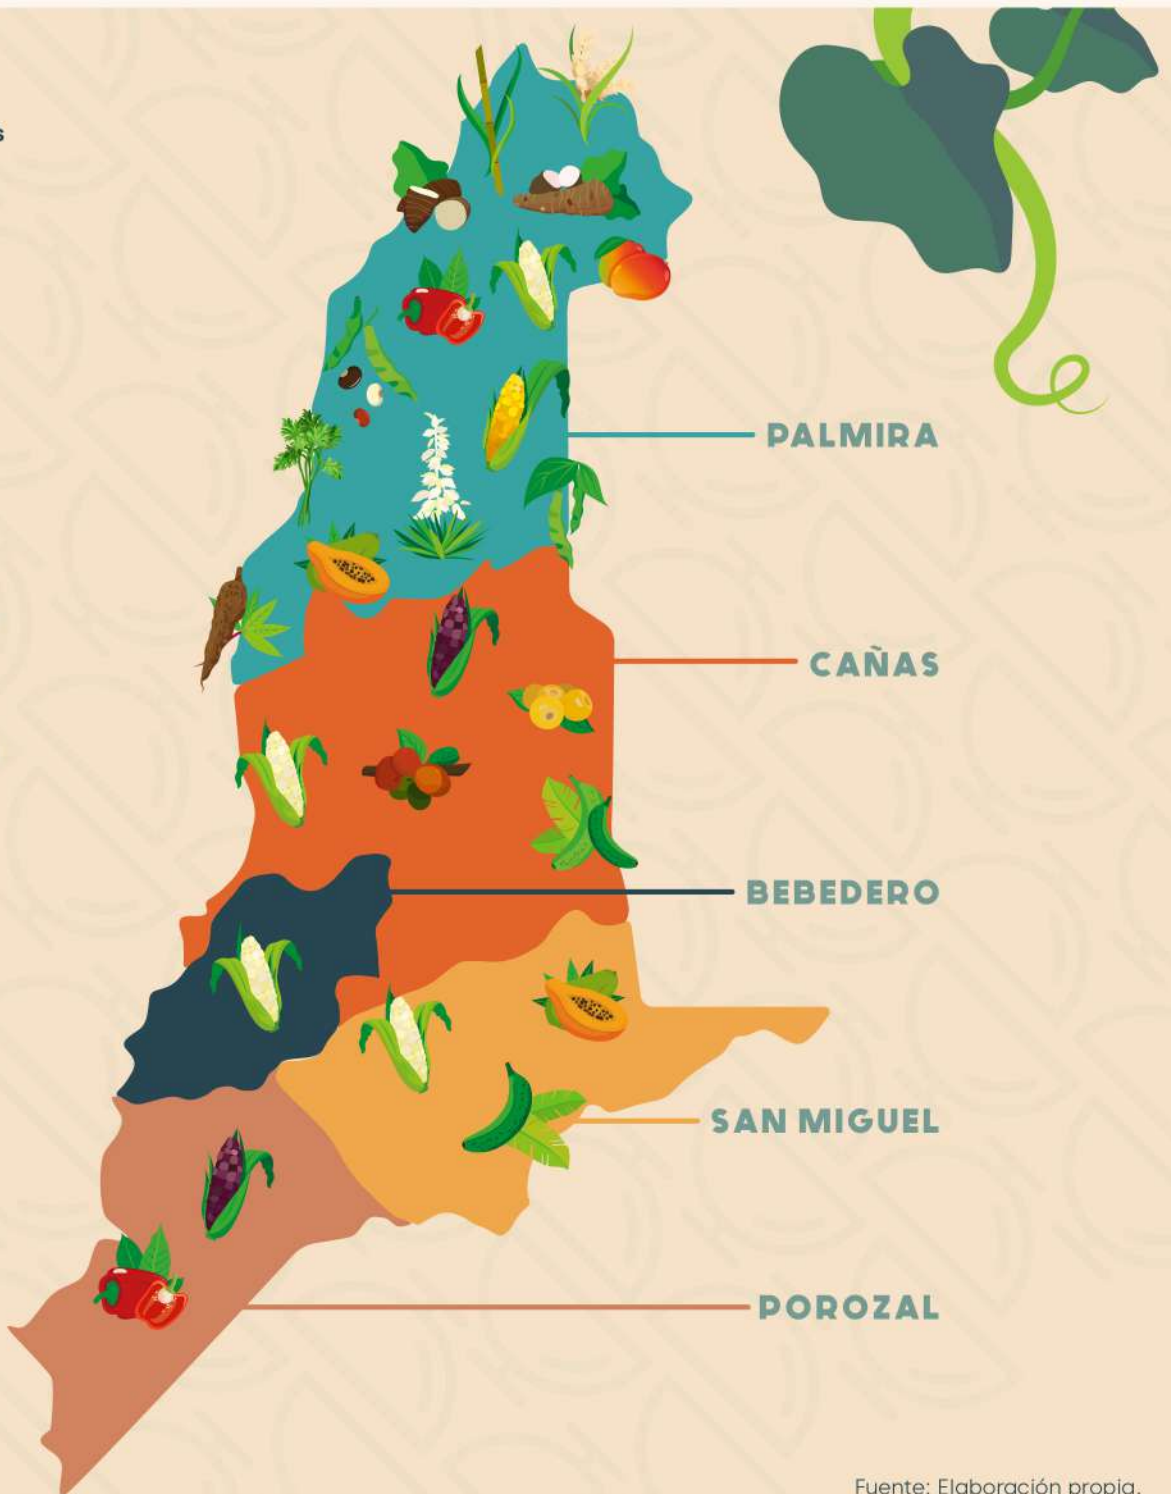 s
PALMIRA
CAÑAS
BEBEDERO
SAN MIGUEL
POROZAL
Fuente: Elaboración propia.